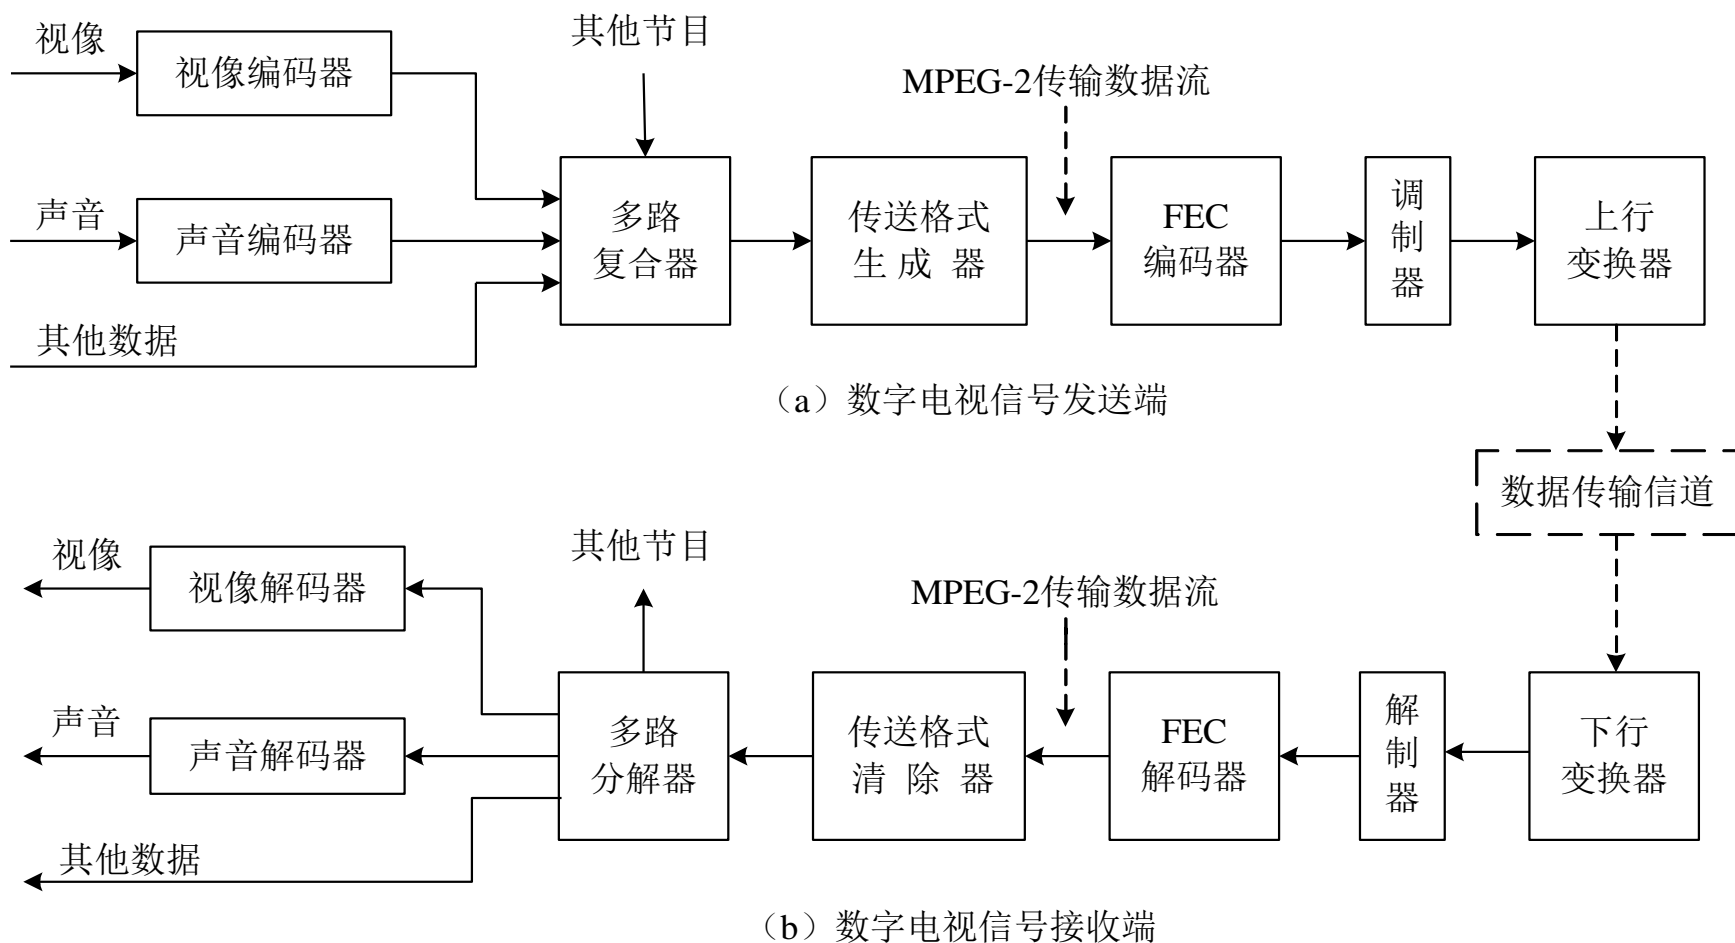 视像
视像编码器
其他节目
MPEG-2传输数据流
声音
声音编码器
多路
复合器
传送格式
生成器
FEC
编码器
调
制
器
上行
变换器
其他数据
（a）数字电视信号发送端
数据传输信道
视像
视像解码器
其他节目
MPEG-2传输数据流
声音
声音解码器
多路
分解器
传送格式
清除器
FEC
解码器
解
制
器
下行
变换器
其他数据
（b）数字电视信号接收端